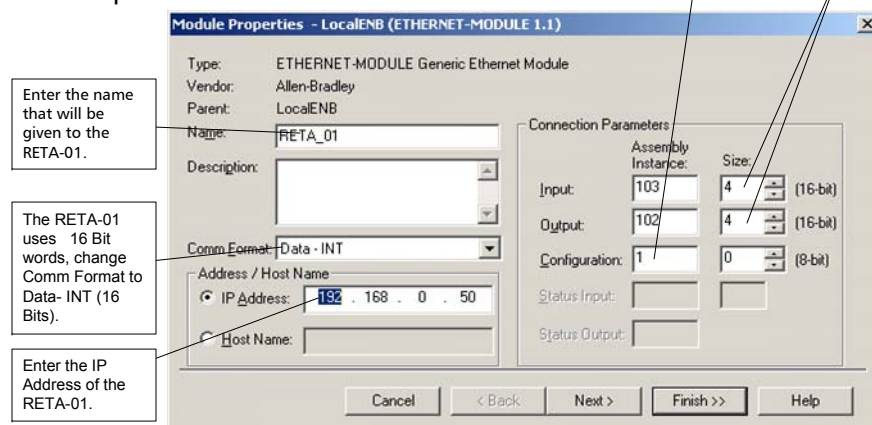 Module Properties - LocalENB (ETHERNET-MODULE 1.1)
Type: ETHERNET-MODULE Generic Ethernet Module
Vendor: Allen-Bradley
Parent: LocalENB
Name: RETA_01
Description:
Comm Format: Data - INT
Address / Host Name
IP Address: 192 . 168 . 0 . 50
Host Name:
Connection Parameters
Assembly
Instance: Size:
Input: 103 4 (16-bit)
Output: 102 4 (16-bit)
Configuration: 1 0 (8-bit)
Status Input:
Status Output:
Cancel < Back Next > Finish >> Help
Enter the name
that will be
given to the
RETA-01.
The RETA-01
uses 16 Bit
words, change
Comm Format to
Data- INT (16
Bits).
Enter the IP
Address of the
RETA-01.